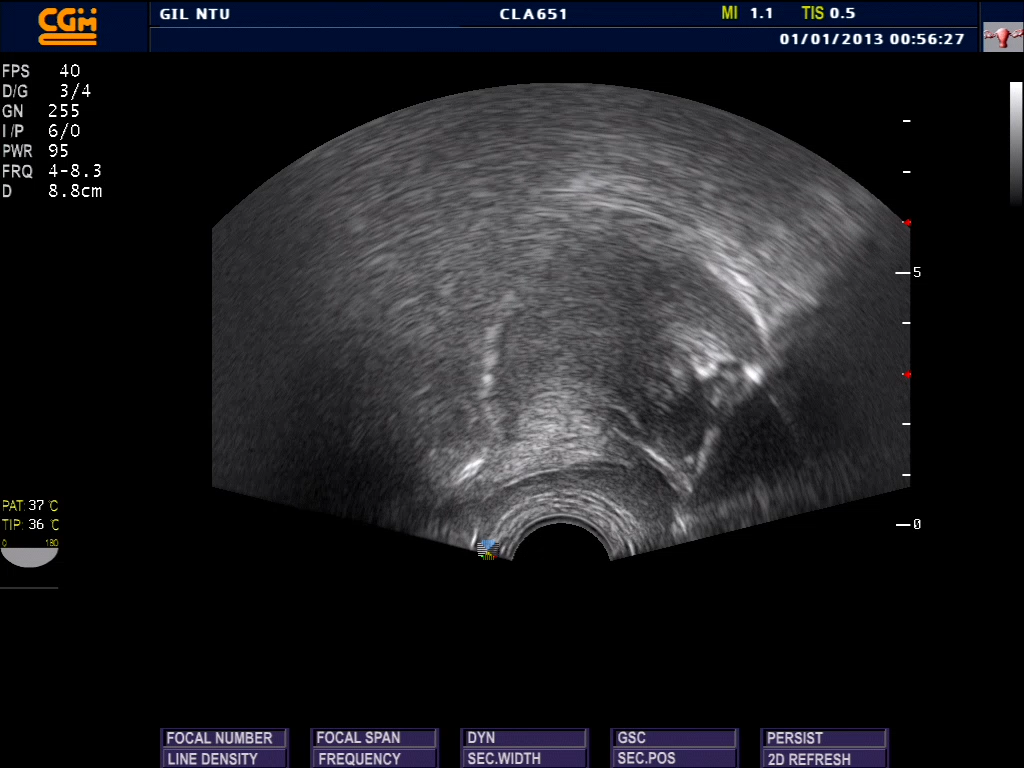 CGM
GIL NTU CLA651 MI 1.1 TIS 0.5
01/01/2013 00:56:27
FPS 40
D/G 3/4
GN 255
I/P 6/0
PWR 95
FRQ 4-8.3
D 8.8cm
5
PAT: 37 °C
TIP: 36 °C
0 180
0
FOCAL NUMBER FOCAL SPAN DYN GSC PERSIST
LINE DENSITY FREQUENCY SEC.WIDTH SEC.POS 2D REFRESH